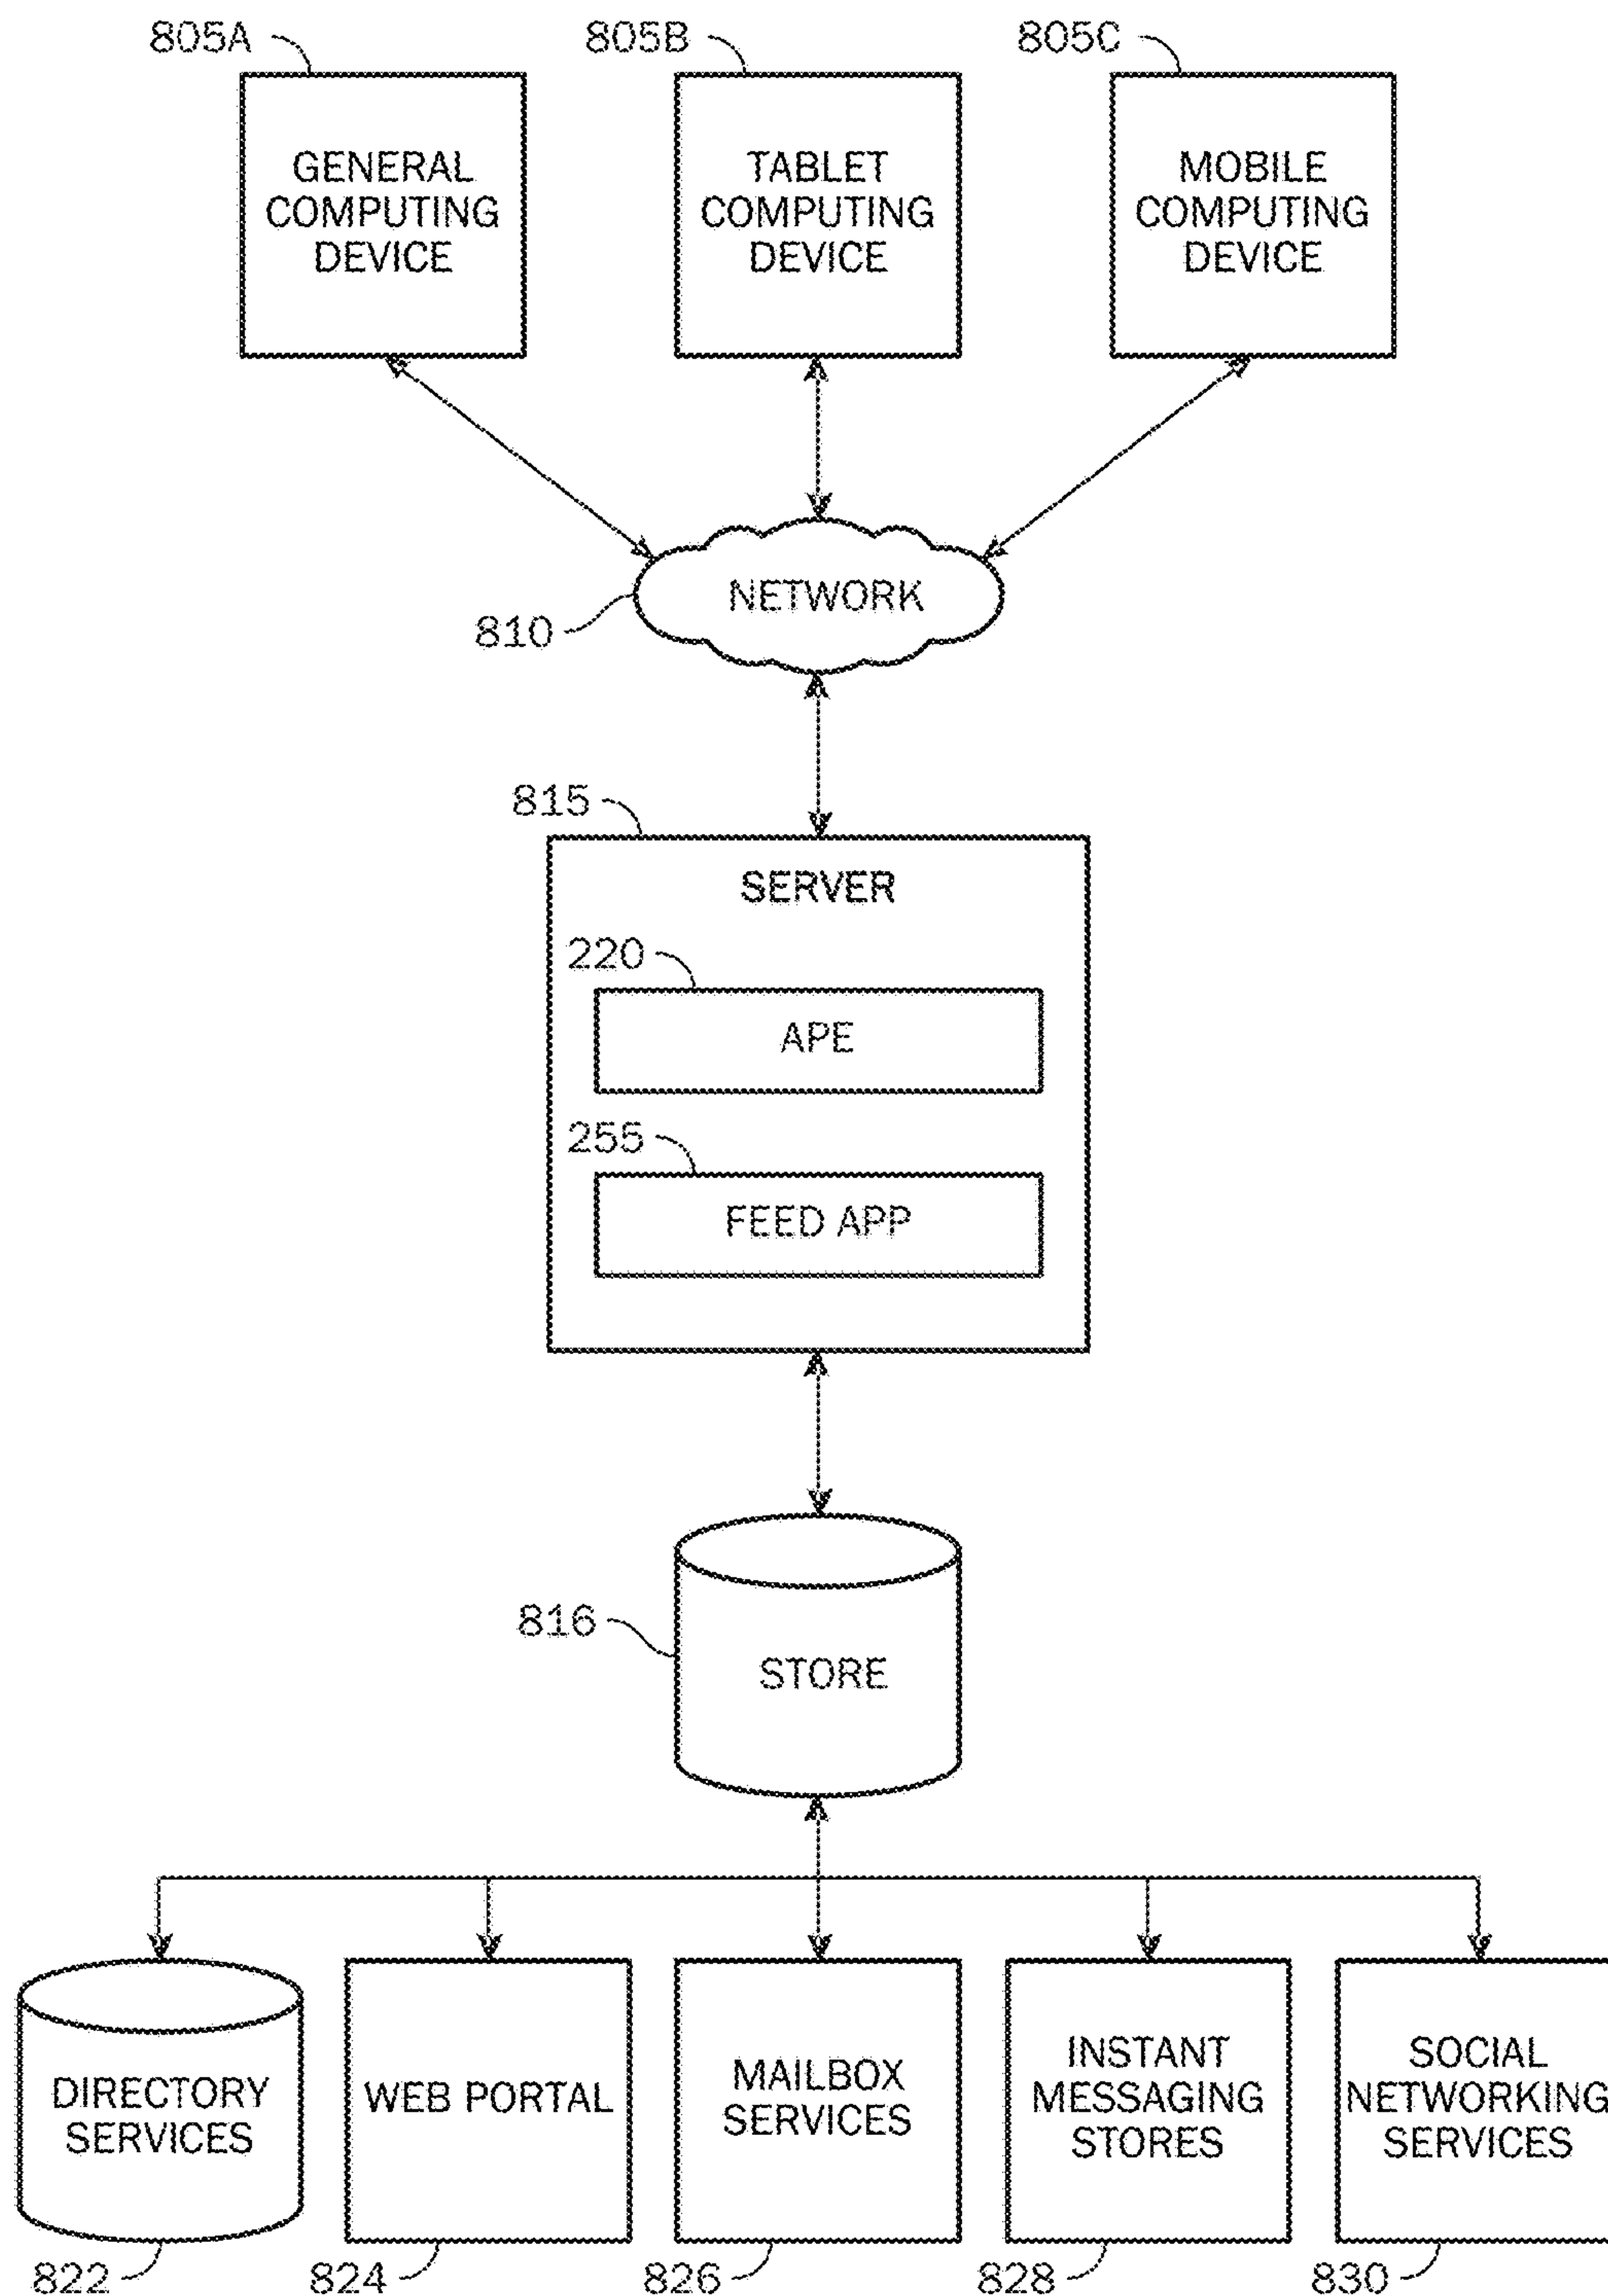 805A
805B
805C
GENERAL
COMPUTING
DEVICE
TABLET
COMPUTING
DEVICE
MOBILE
COMPUTING
DEVICE
NETWORK
810
815
SERVER
220
APE
255
FEED APP
816
STORE
DIRECTORY
SERVICES
WEB PORTAL
MAILBOX
SERVICES
INSTANT
MESSAGING
STORES
SOCIAL
NETWORKING
SERVICES
822
824
826
828
830